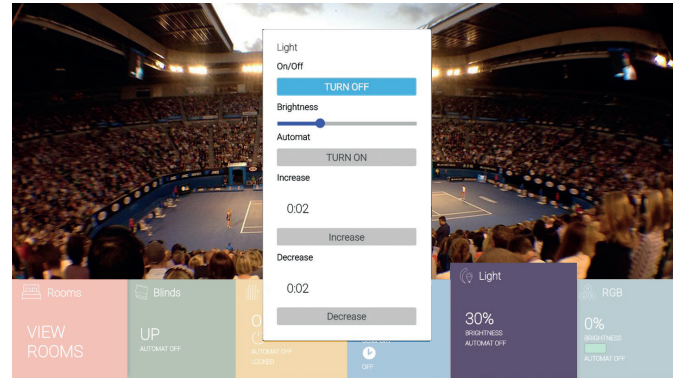 Light
On/Off
TURN OFF
Brightness
Automat
TURN ON
Increase
0:02
Increase
Decrease
0:02
Decrease
Rooms
VIEW
ROOMS
Blinds
UP
AUTOMAT OFF
AUTOMAT OFF
LOCKED
OFF
Light
30%
BRIGHTNESS
AUTOMAT OFF
RGB
0%
BRIGHTNESS
AUTOMAT OFF